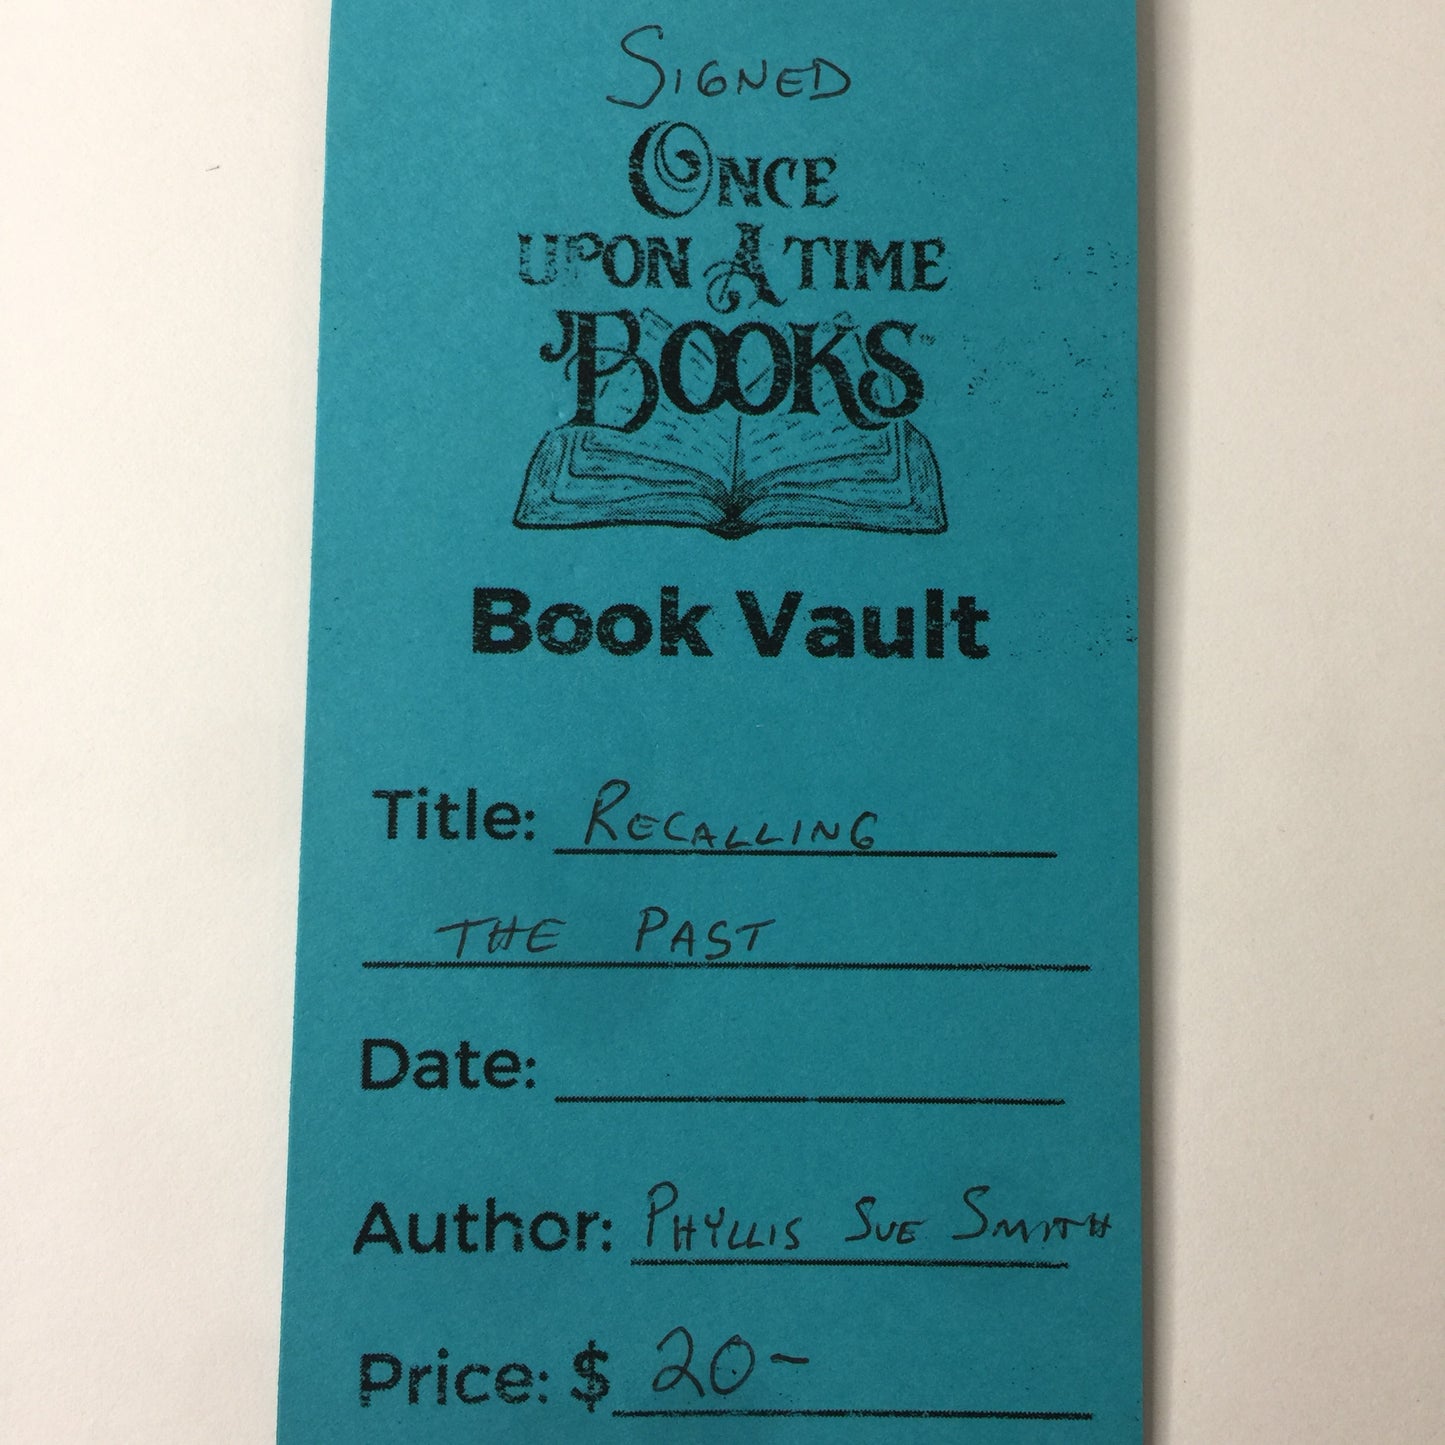 SIGNED
ONCE
UPON A TIME
BOOKS
Book Vault
Title: RECALLING
THE PAST
Date:
Author: PHYLLIS SUE SMITH
Price: $ 20-